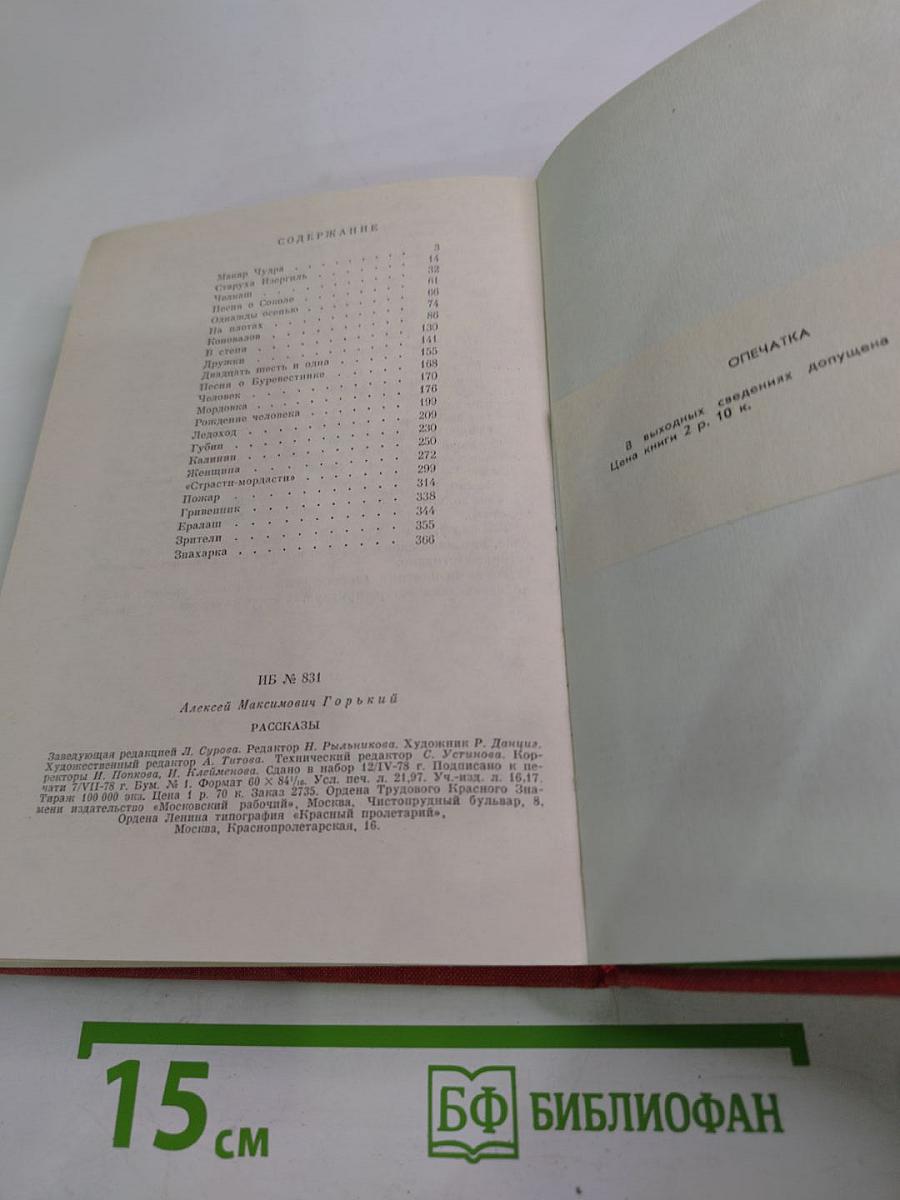 СОДЕРЖАНИЕ
Макар Чудра . . . . . . . . 3
Старуха Изергиль . . . . . . . 14
Челкаш . . . . . . . . . 32
Песня о Соколе . . . . . . . 61
Однажды осенью . . . . . . . 66
На плотах . . . . . . . . 74
Коновалов . . . . . . . . 86
В степи . . . . . . . . . 130
Дружки . . . . . . . . . 141
Двадцать шесть и одна . . . . . 155
Песня о Буревестнике . . . . . 168
Человек . . . . . . . . . 170
Мордовка . . . . . . . . 176
Рождение человека . . . . . . 199
Ледоход . . . . . . . . . 209
Губин . . . . . . . . . 230
Калинин . . . . . . . . . 250
Женщина . . . . . . . . . 272
«Страсти-мордасти» . . . . . . 299
Пожар . . . . . . . . . 314
Гривенник . . . . . . . . 338
Ералаш . . . . . . . . . 344
Зрители . . . . . . . . . 355
Знахарка . . . . . . . . . 366
ИБ № 831
Алексей Максимович Горький
РАССКАЗЫ
Заведующая редакцией Л. Сурова. Редактор Н. Рыльникова. Художник Р. Данциг.
Художественный редактор А. Титова. Технический редактор С. Устинова. Кор-
ректоры И. Попкова, Н. Клейменова. Сдано в набор 12/IV-78 г. Подписано к пе-
чати 7/VII-78 г. Бум. № 1. Формат 60 × 84¹/₁₆. Усл. печ. л. 21,97. Уч.-изд. л. 16.17.
Тираж 100 000 экз. Цена 1 р. 70 к. Заказ 2735. Ордена Трудового Красного Зна-
мени издательство «Московский рабочий», Москва, Чистопрудный бульвар, 8,
Ордена Ленина типография «Красный пролетарий»,
Москва, Краснопролетарская, 16.
ОПЕЧАТКА
В выходных сведениях допущена
Цена книги 2 р. 10 к.
15 см
БФ БИБЛИОФАН